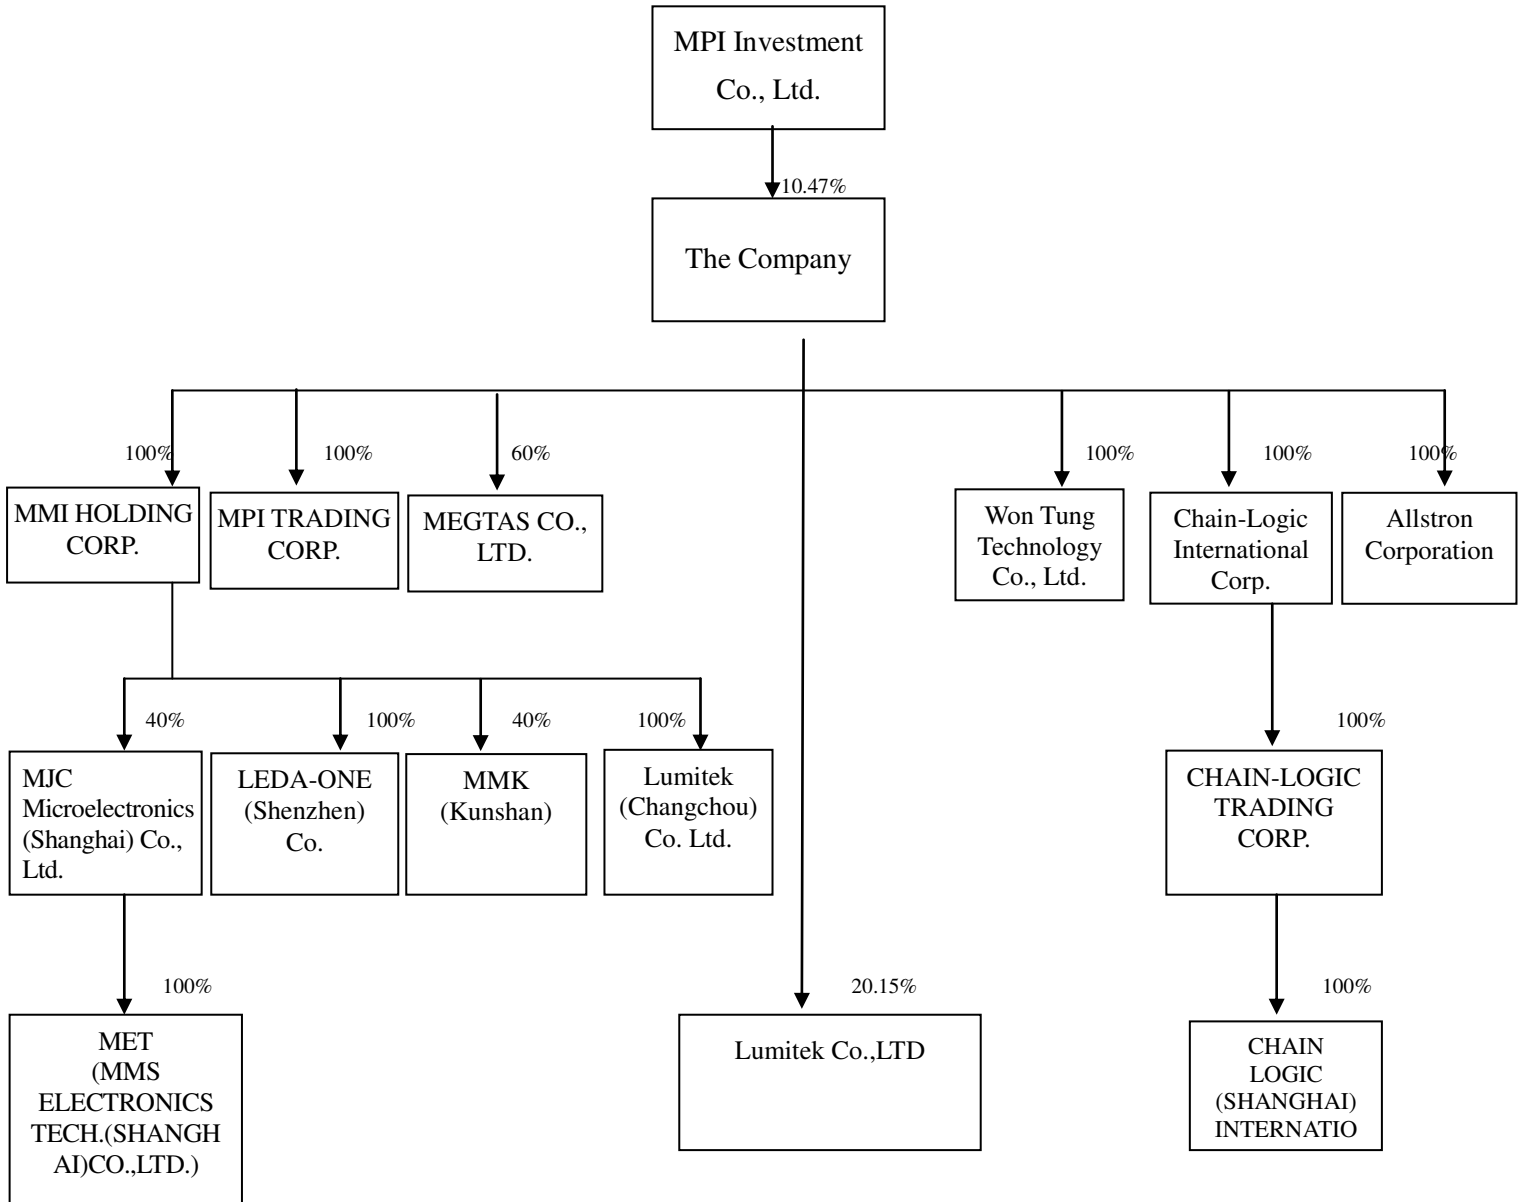 MPI Investment
Co., Ltd.
10.47%
The Company
100%
100%
60%
100%
100%
100%
MMI HOLDING
CORP.
MPI TRADING
CORP.
MEGTAS CO.,
LTD.
Won Tung
Technology
Co., Ltd.
Chain-Logic
International
Corp.
Allstron
Corporation
40%
100%
40%
100%
100%
MJC
Microelectronics
(Shanghai) Co.,
Ltd.
LEDA-ONE
(Shenzhen)
Co.
MMK
(Kunshan)
Lumitek
(Changchou)
Co. Ltd.
CHAIN-LOGIC
TRADING
CORP.
100%
20.15%
100%
MET
(MMS
ELECTRONICS
TECH.(SHANGH
AI)CO.,LTD.)
Lumitek Co.,LTD
CHAIN
LOGIC
(SHANGHAI)
INTERNATIO